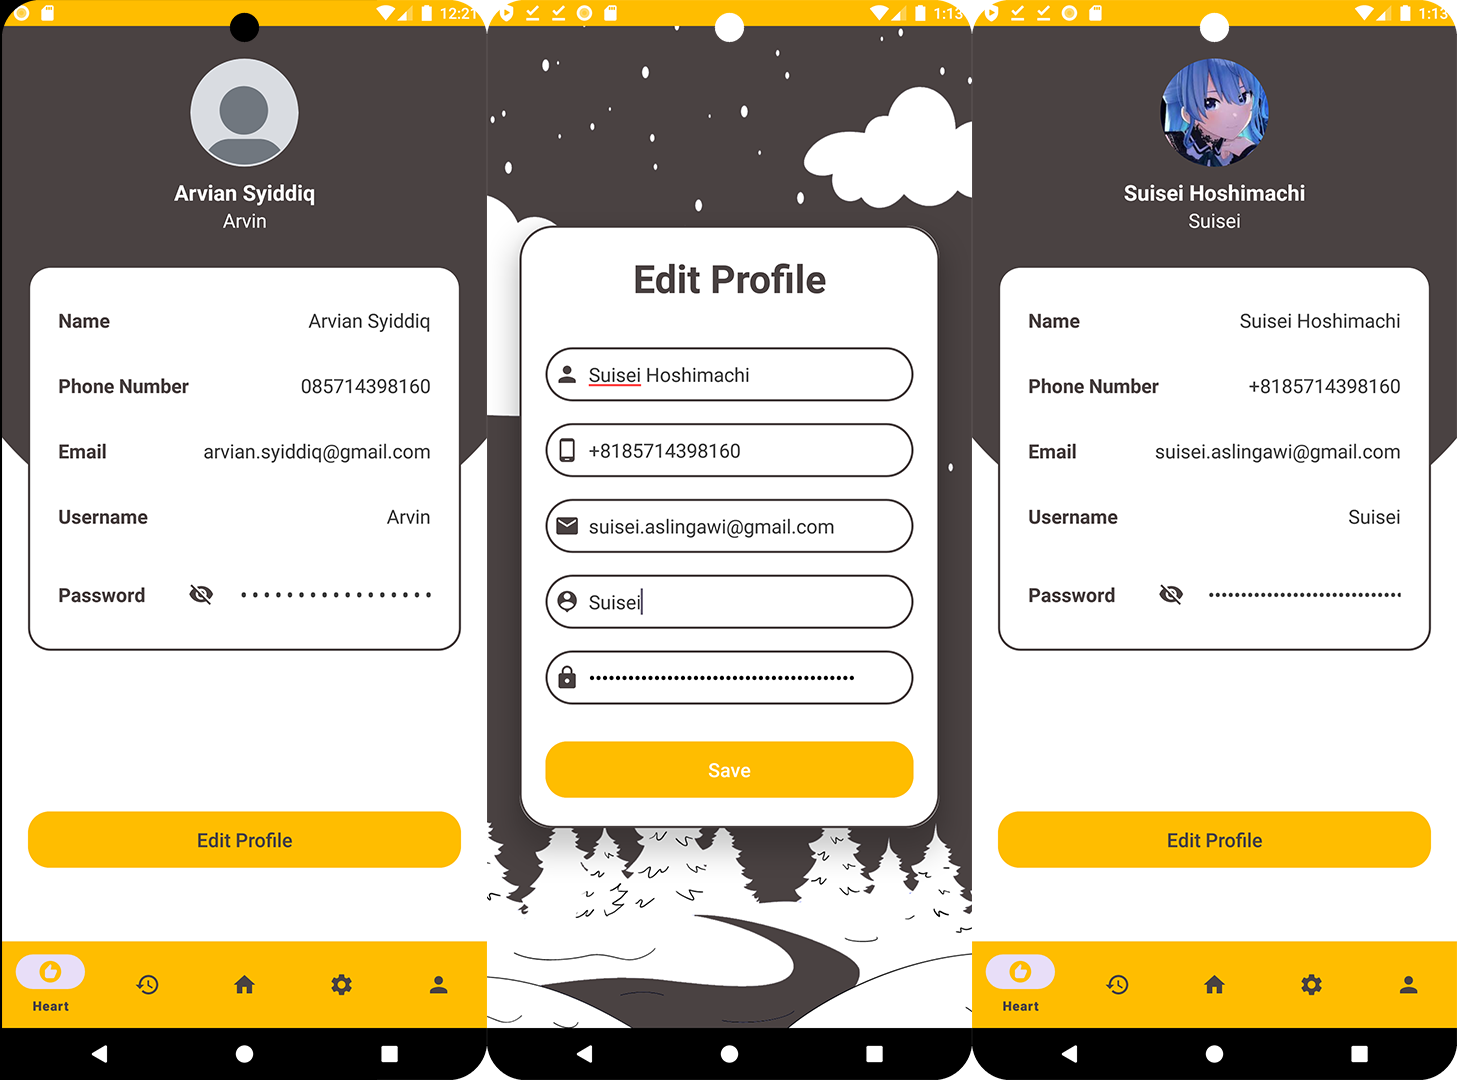 12:21
Arvian Syiddiq
Arvin
Name Arvian Syiddiq
Phone Number 085714398160
Email arvian.syiddiq@gmail.com
Username Arvin
Password ••••••••••••••
Edit Profile
Heart
1:13
Edit Profile
Suisei Hoshimachi
+8185714398160
suisei.aslingawi@gmail.com
Suisei
Save
1:13
Suisei Hoshimachi
Suisei
Name Suisei Hoshimachi
Phone Number +8185714398160
Email suisei.aslingawi@gmail.com
Username Suisei
Password
Edit Profile
Heart